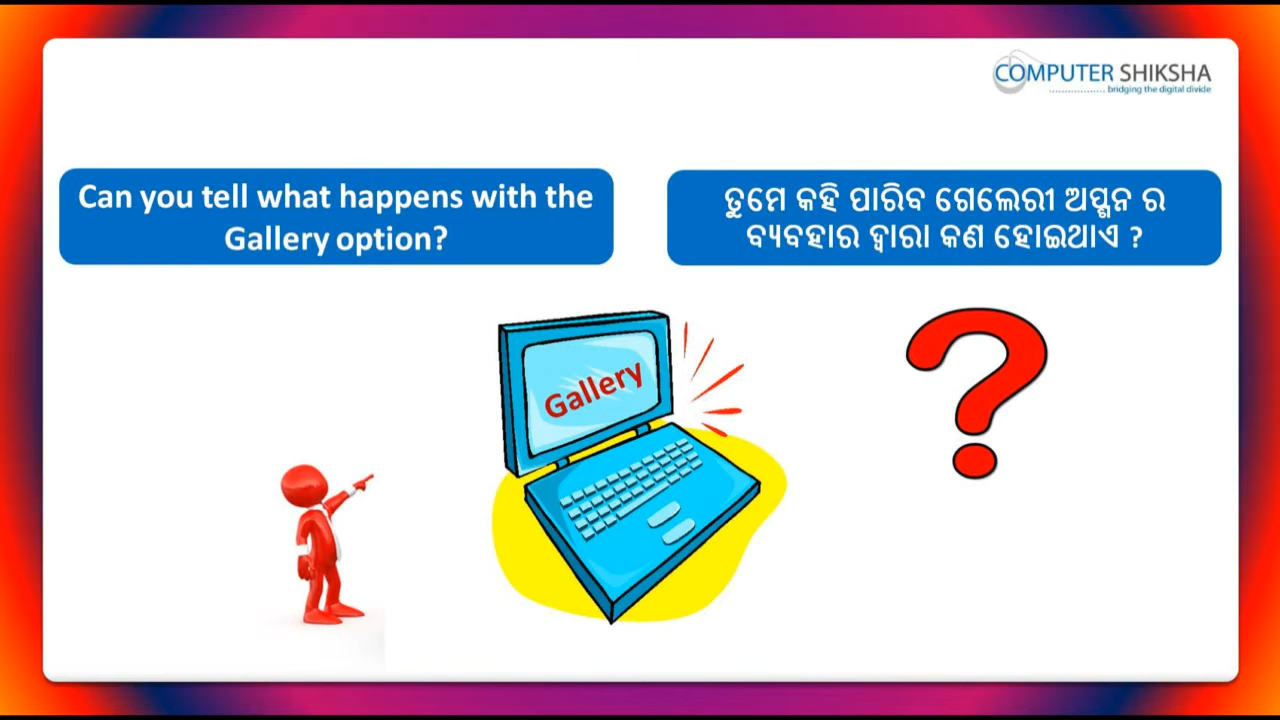 COMPUTER SHIKSHA
bridging the digital divide
Can you tell what happens with the
Gallery option?
ତୁମେ କହି ପାରିବ ଗେଲେରୀ ଅପ୍ସନ ର
ବ୍ୟବହାର ଦ୍ୱାରା କଣ ହୋଇଥାଏ ?
Gallery